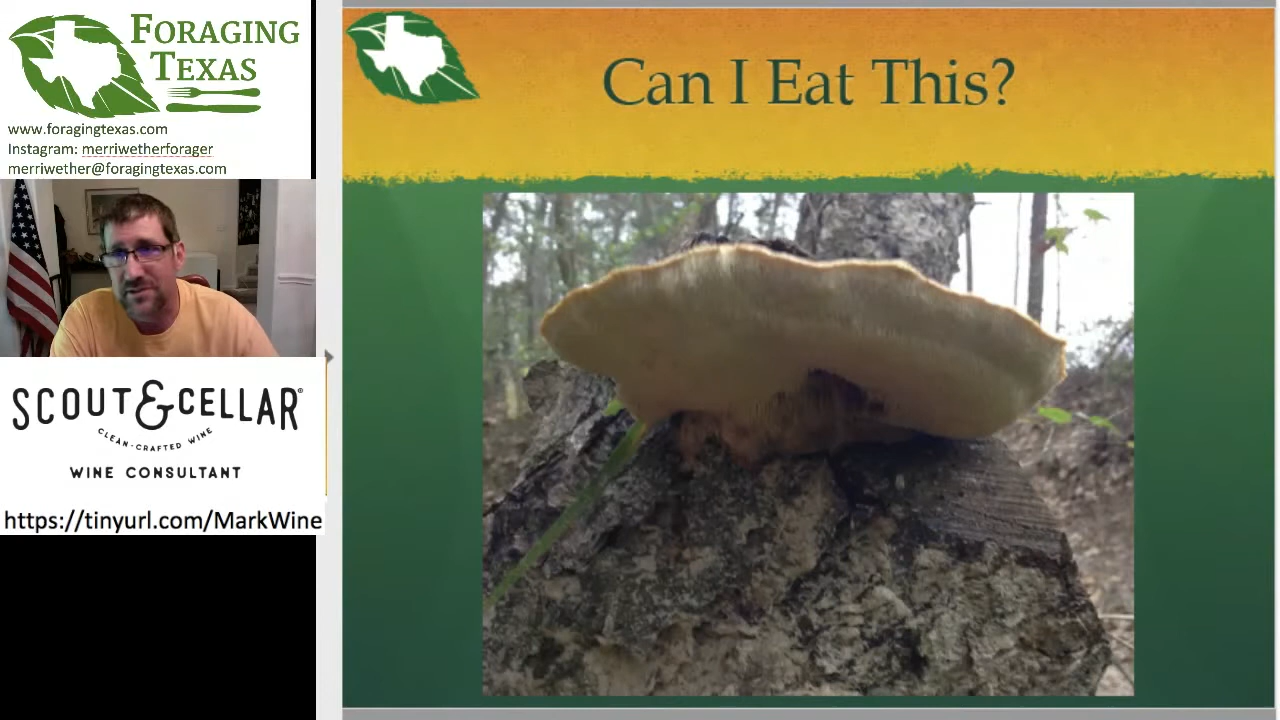 FORAGING
TEXAS
www.foragingtexas.com
Instagram: merriwetherforager
merriwether@foragingtexas.com
SCOUT & CELLAR®
CLEAN-CRAFTED WINE
WINE CONSULTANT
https://tinyurl.com/MarkWine
Can I Eat This?